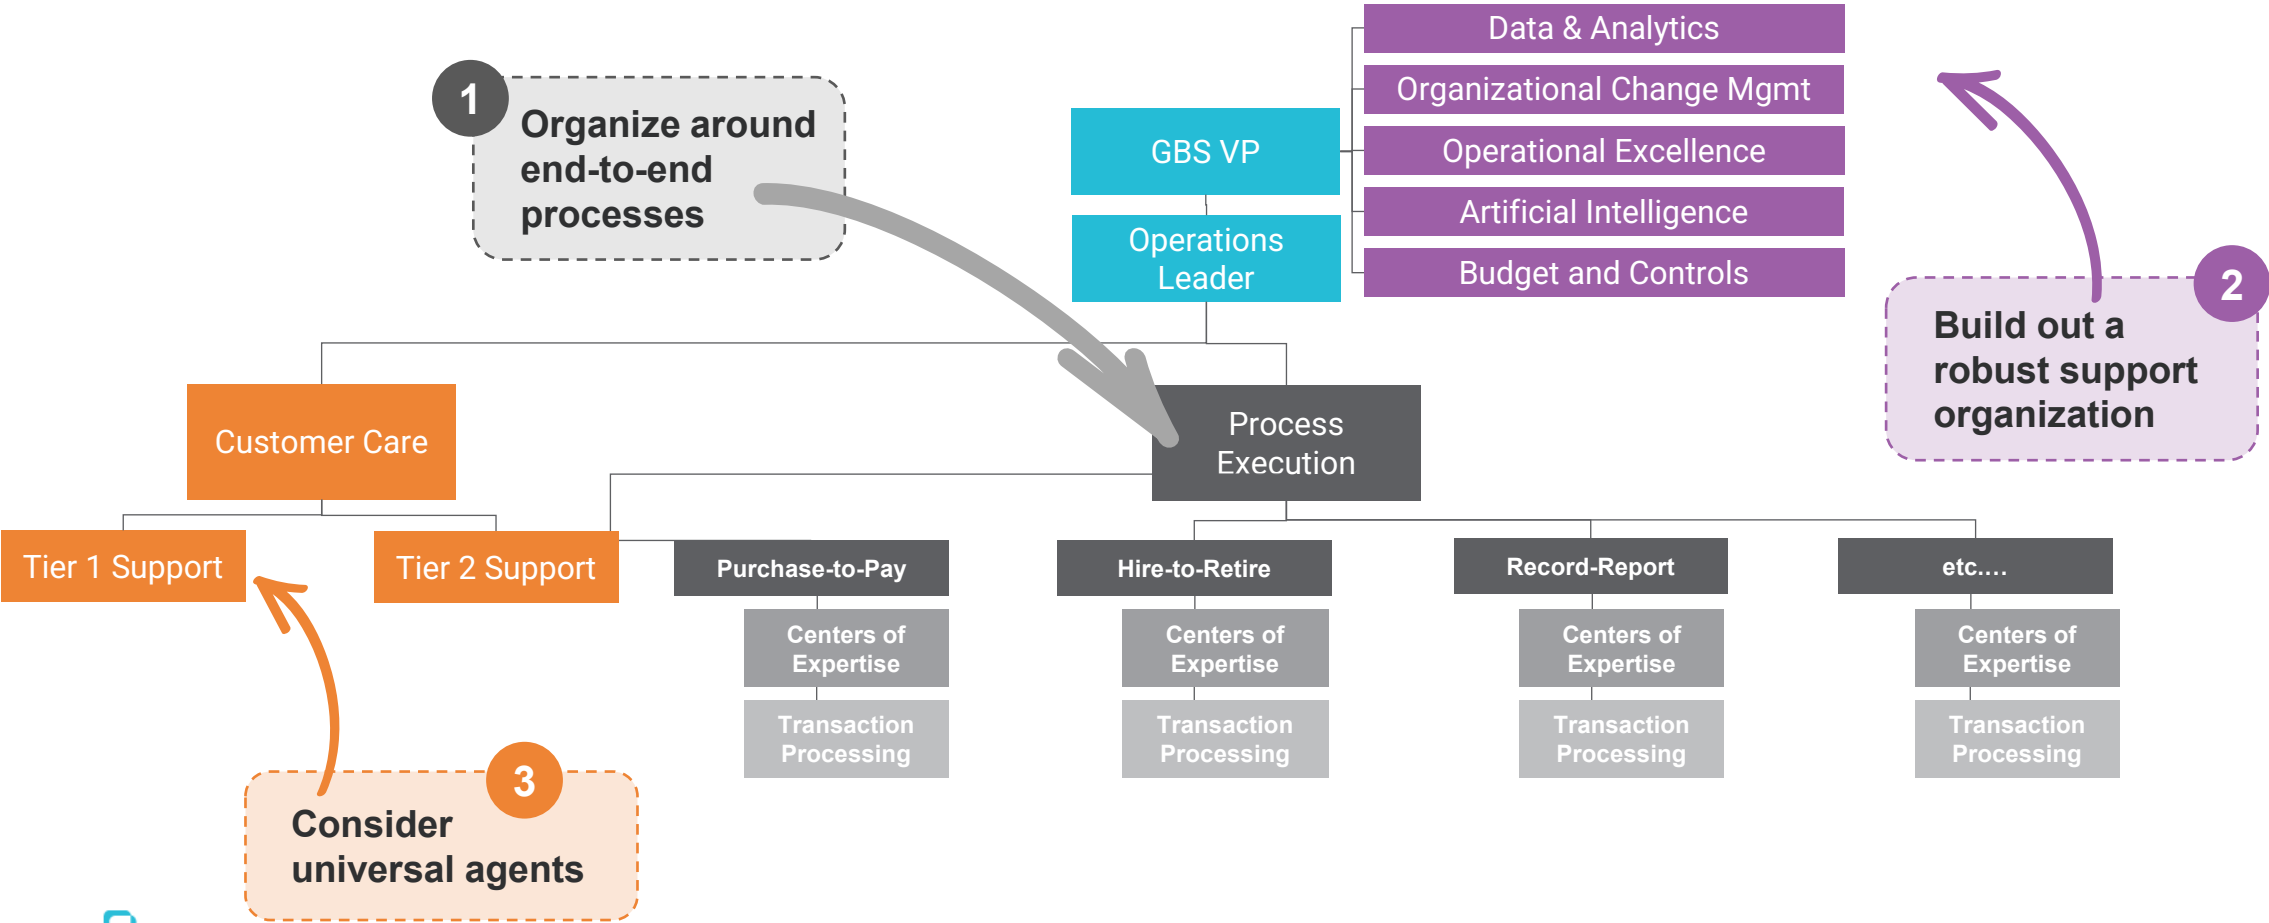 Data & Analytics
Organizational Change Mgmt
Operational Excellence
Artificial Intelligence
Budget and Controls
1
Organize around
end-to-end
processes
GBS VP
Operations
Leader
2
Build out a
robust support
organization
Customer Care
Process
Execution
Tier 1 Support
Tier 2 Support
Purchase-to-Pay
Hire-to-Retire
Record-Report
etc....
Centers of
Expertise
Centers of
Expertise
Centers of
Expertise
Centers of
Expertise
Transaction
Processing
Transaction
Processing
Transaction
Processing
Transaction
Processing
3
Consider
universal agents